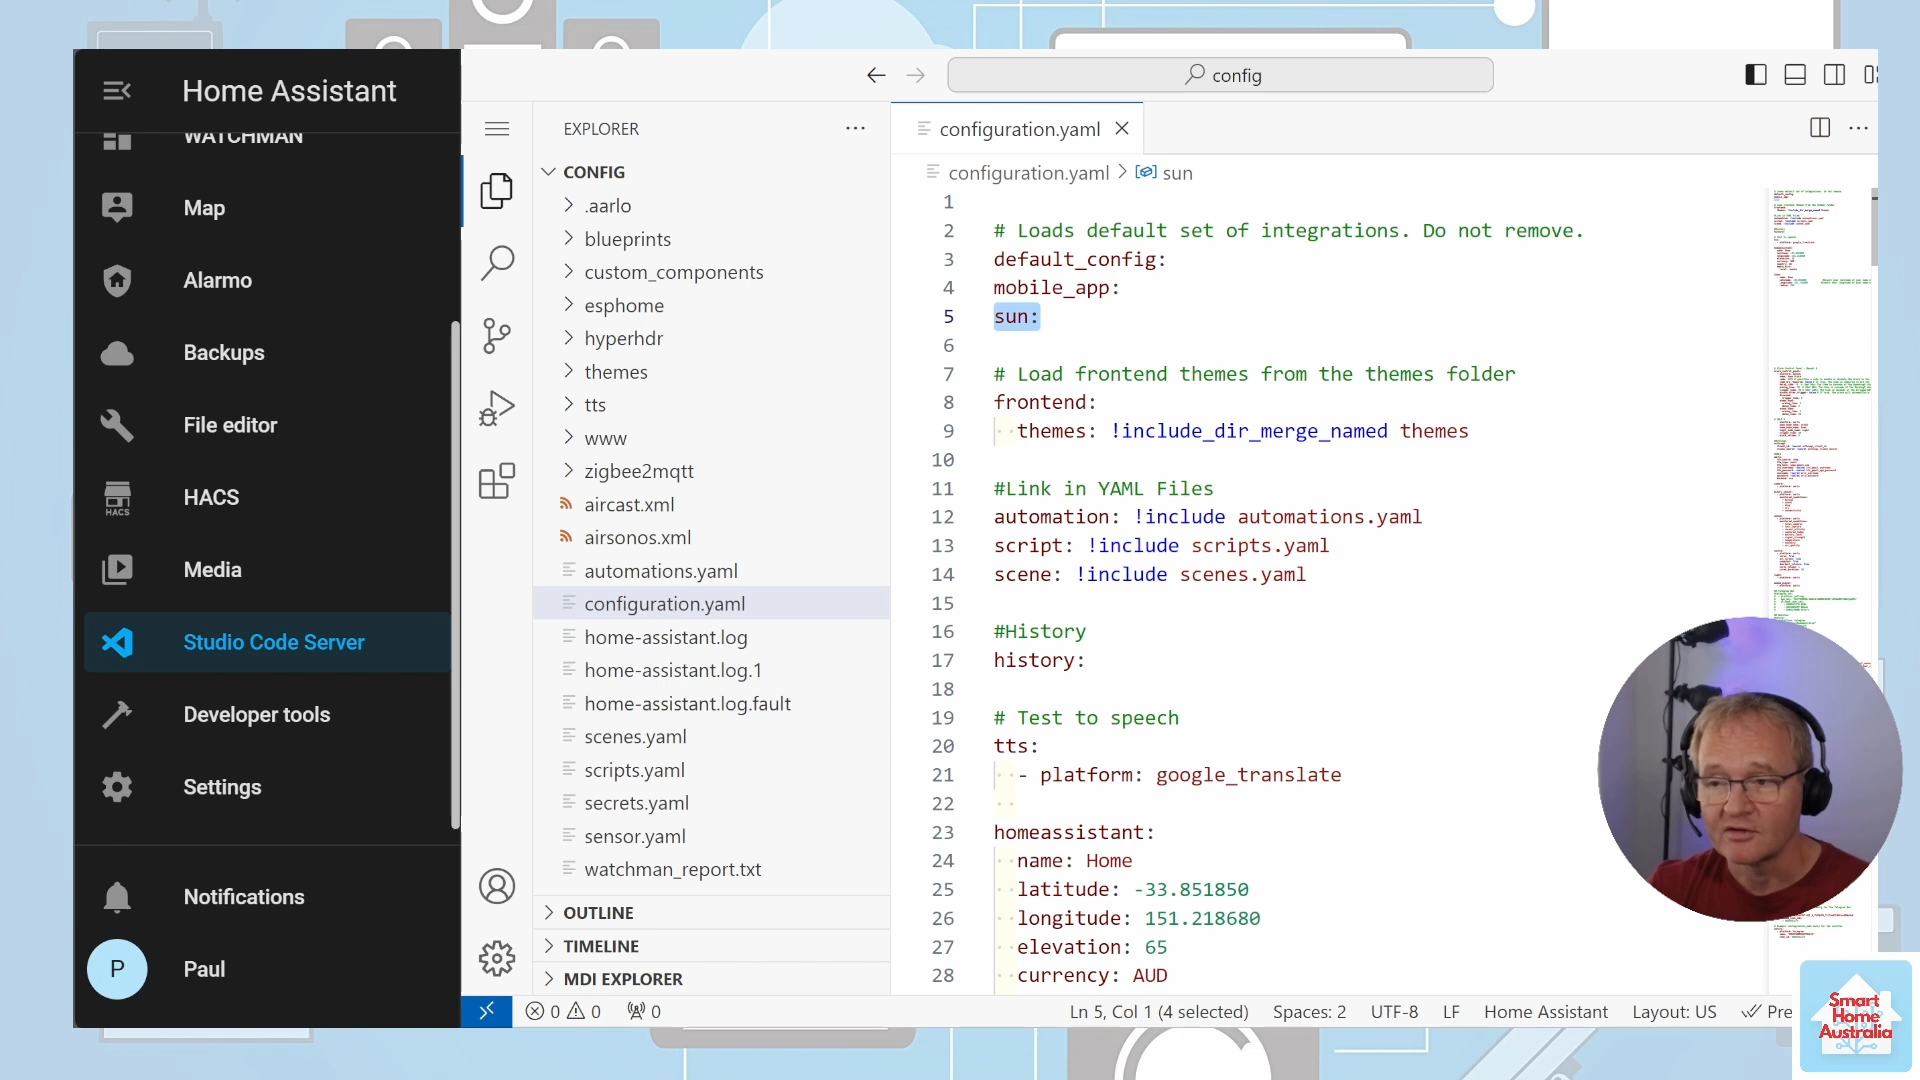 Home Assistant
WATCHMAN
Map
Alarmo
Backups
File editor
HACS
HACS
Media
Studio Code Server
Developer tools
Settings
Notifications
P
Paul
config
EXPLORER
CONFIG
.aarlo
blueprints
custom_components
esphome
hyperhdr
themes
tts
www
zigbee2mqtt
aircast.xml
airsonos.xml
automations.yaml
configuration.yaml
home-assistant.log
home-assistant.log.1
home-assistant.log.fault
scenes.yaml
scripts.yaml
secrets.yaml
sensor.yaml
watchman_report.txt
OUTLINE
TIMELINE
MDI EXPLORER
configuration.yaml
configuration.yaml > sun
1
2 # Loads default set of integrations. Do not remove.
3 default_config:
4 mobile_app:
5 sun:
6
7 # Load frontend themes from the themes folder
8 frontend:
9 themes: !include_dir_merge_named themes
10
11 #Link in YAML Files
12 automation: !include automations.yaml
13 script: !include scripts.yaml
14 scene: !include scenes.yaml
15
16 #History
17 history:
18
19 # Test to speech
20 tts:
21 - platform: google_translate
22
23 homeassistant:
24 name: Home
25 latitude: -33.851850
26 longitude: 151.218680
27 elevation: 65
28 currency: AUD
0 0 0
Ln 5, Col 1 (4 selected) Spaces: 2 UTF-8 LF Home Assistant Layout: US Pre
Smart
Home
Australia